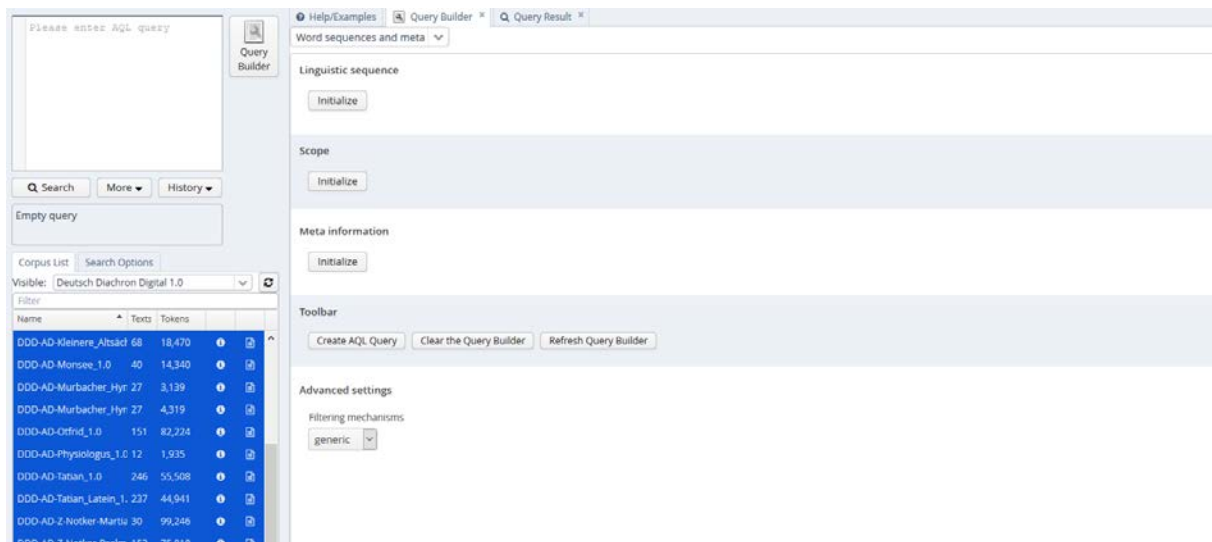 Please enter AQL query
Query
Builder
Search More History
Empty query
Corpus List Search Options
Visible: Deutsch Diachron Digital 1.0
Filter
Name Texts Tokens
DDD-AD-Kleinere_Altsäch 68 18,470
DDD-AD-Monsee_1.0 40 14,340
DDD-AD-Murbacher_Hyr 27 3,139
DDD-AD-Murbacher_Hyr 27 4,319
DDD-AD-Otfrid_1.0 151 82,224
DDD-AD-Physiologus_1.0 12 1,935
DDD-AD-Tatian_1.0 246 55,508
DDD-AD-Tatian_Latein_1. 237 44,941
DDD-AD-Z-Notker-Martia 30 99,246
Help/Examples Query Builder Query Result
Word sequences and meta
Linguistic sequence
Initialize
Scope
Initialize
Meta information
Initialize
Toolbar
Create AQL Query Clear the Query Builder Refresh Query Builder
Advanced settings
Filtering mechanisms
generic